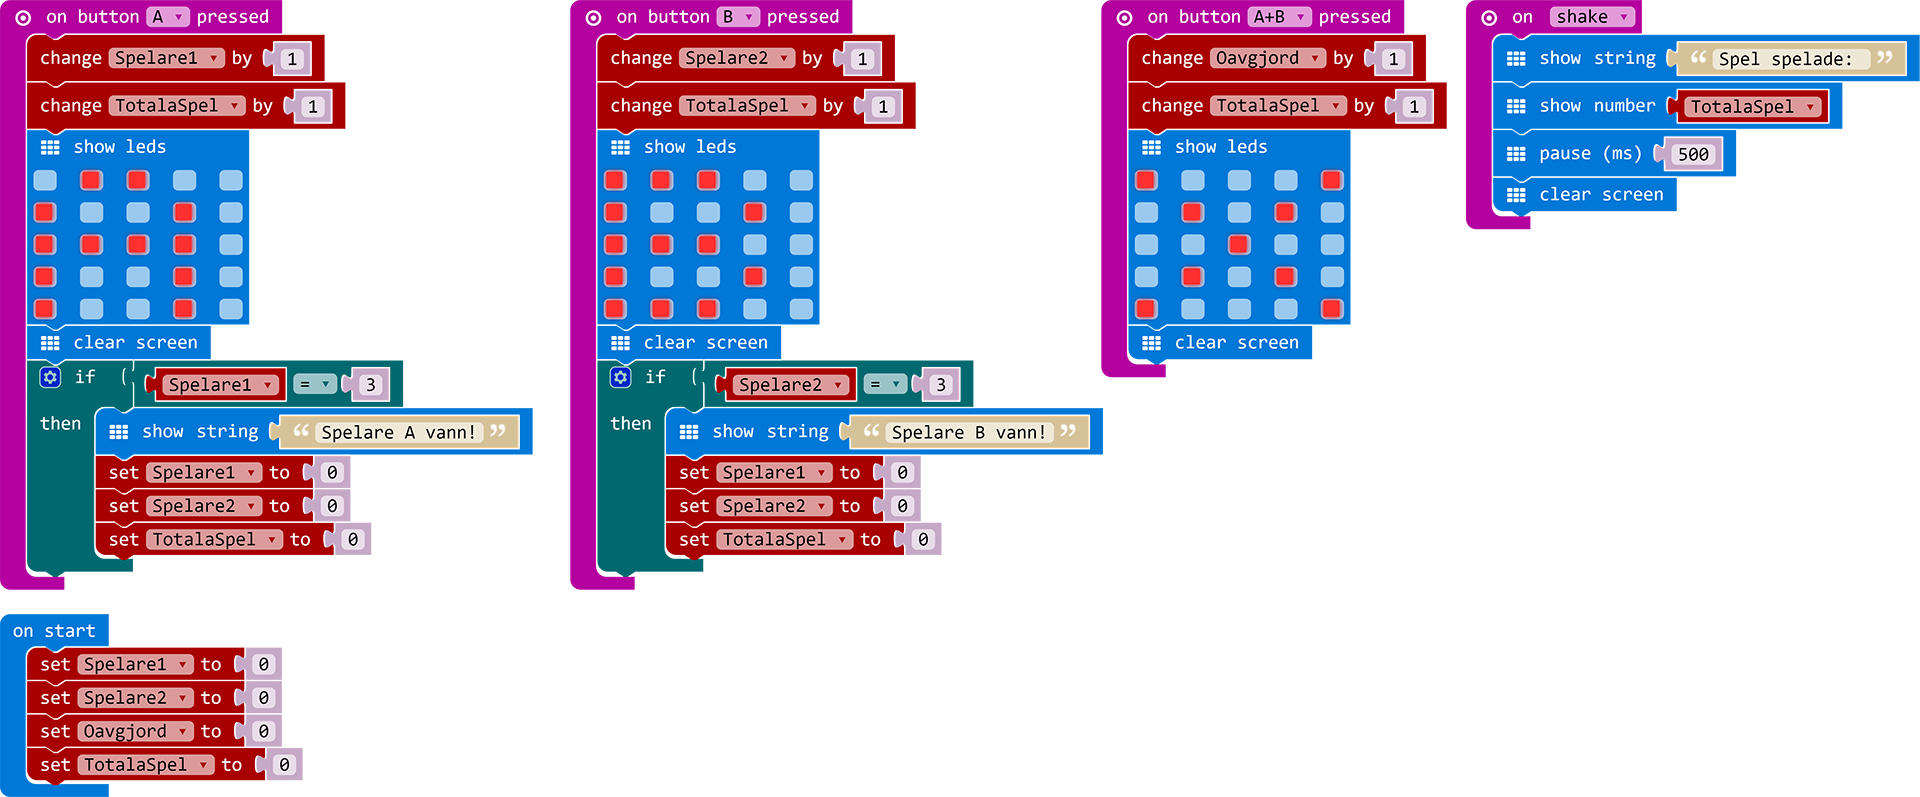 on button A pressed
change Spelare1 by 1
change TotalaSpel by 1
show leds
clear screen
if Spelare1 = 3
then show string “ Spelare A vann! ”
set Spelare1 to 0
set Spelare2 to 0
set TotalaSpel to 0
on button B pressed
change Spelare2 by 1
change TotalaSpel by 1
show leds
clear screen
if Spelare2 = 3
then show string “ Spelare B vann! ”
set Spelare1 to 0
set Spelare2 to 0
set TotalaSpel to 0
on button A+B pressed
change Oavgjord by 1
change TotalaSpel by 1
show leds
clear screen
on shake
show string “ Spel spelade: ”
show number TotalaSpel
pause (ms) 500
clear screen
on start
set Spelare1 to 0
set Spelare2 to 0
set Oavgjord to 0
set TotalaSpel to 0